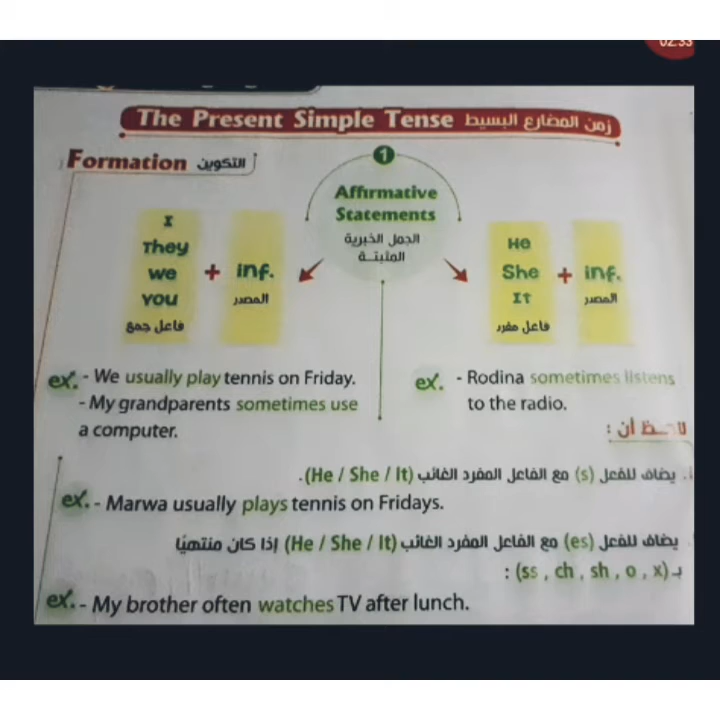 02:33
The Present Simple Tense زمن المضارع البسيط
Formation التكوين
1
Affirmative
Statements
الجمل الخبرية
المثبتة
I
They
we
you
فاعل جمع
+
inf.
المصدر
He
She
It
فاعل مفرد
+
inf.
المصدر
ex. - We usually play tennis on Friday.
- My grandparents sometimes use
a computer.
ex. - Rodina sometimes listens
to the radio.
لاحظ أن :
يضاف للفعل (s) مع الفاعل المفرد الغائب (He / She / It).
ex. - Marwa usually plays tennis on Fridays.
يضاف للفعل (es) مع الفاعل المفرد الغائب (He / She / It) إذا كان منتهيًا
بـ (ss , ch , sh , o , x) :
ex. - My brother often watches TV after lunch.